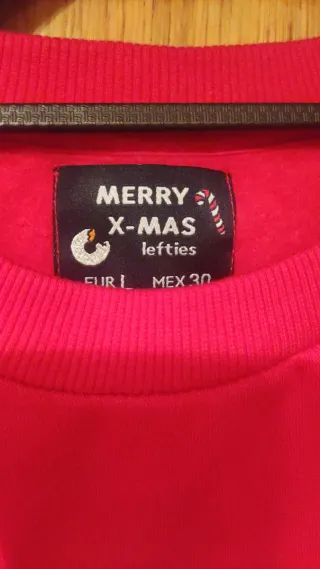 MERRY
X-MAS
lefties
EUR L MEX 30